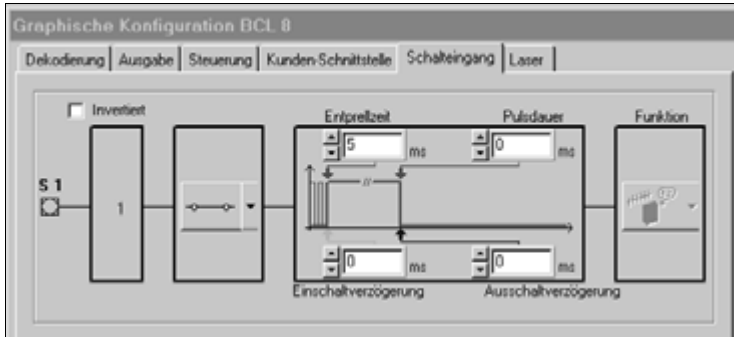 Graphische Konfiguration BCL 8
Dekodierung Ausgabe Steuerung Kunden-Schnittstelle Schalteingang Laser
Invertiert
Entprellzeit Pulsdauer Funktion
5 ms 0 ms
S 1
1
0 ms 0 ms
Einschaltverzögerung Ausschaltverzögerung